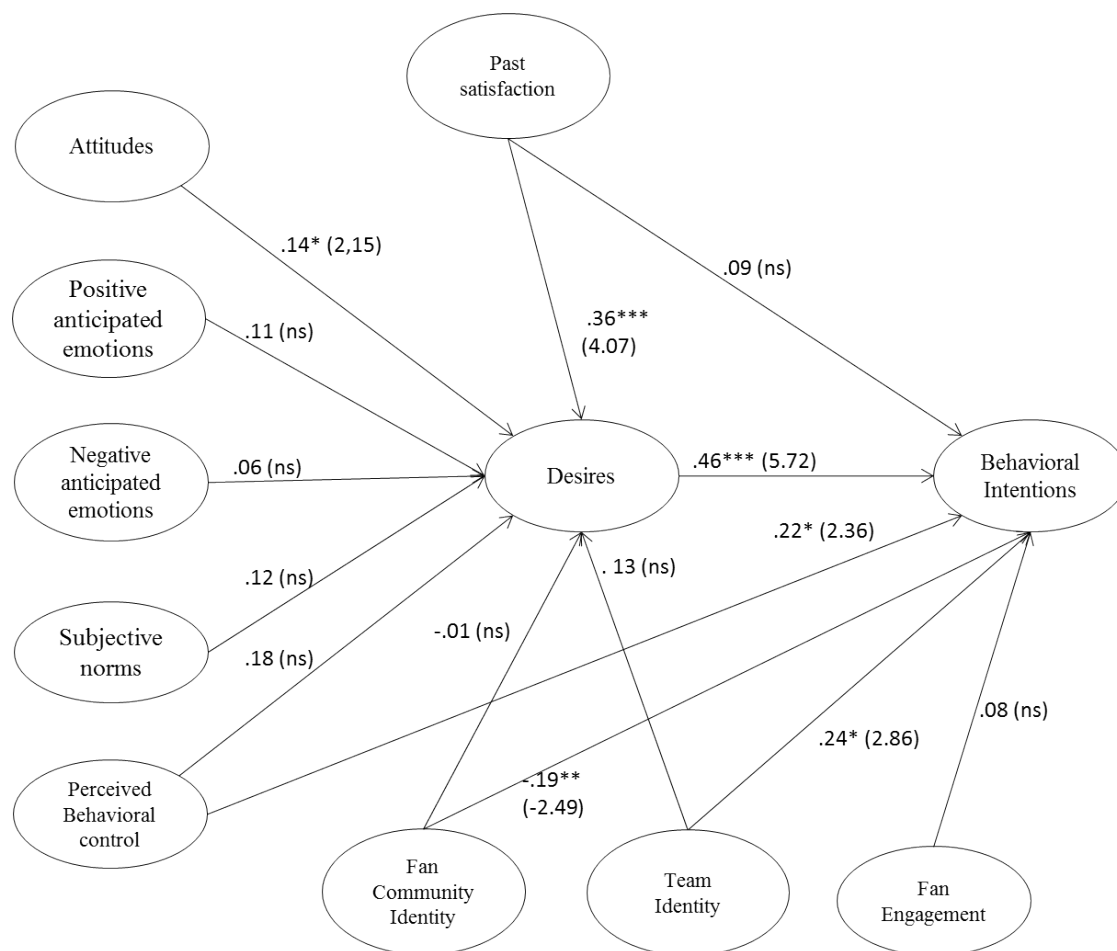 Past
satisfaction
Attitudes
.14* (2,15)
.09 (ns)
Positive
anticipated
emotions
.11 (ns)
.36***
(4.07)
Negative
anticipated
emotions
.06 (ns)
Desires
.46*** (5.72)
Behavioral
Intentions
.22* (2.36)
.12 (ns)
. 13 (ns)
Subjective
norms
-.01 (ns)
.18 (ns)
.08 (ns)
.24* (2.86)
Perceived
Behavioral
control
-.19**
(-2.49)
Fan
Community
Identity
Team
Identity
Fan
Engagement